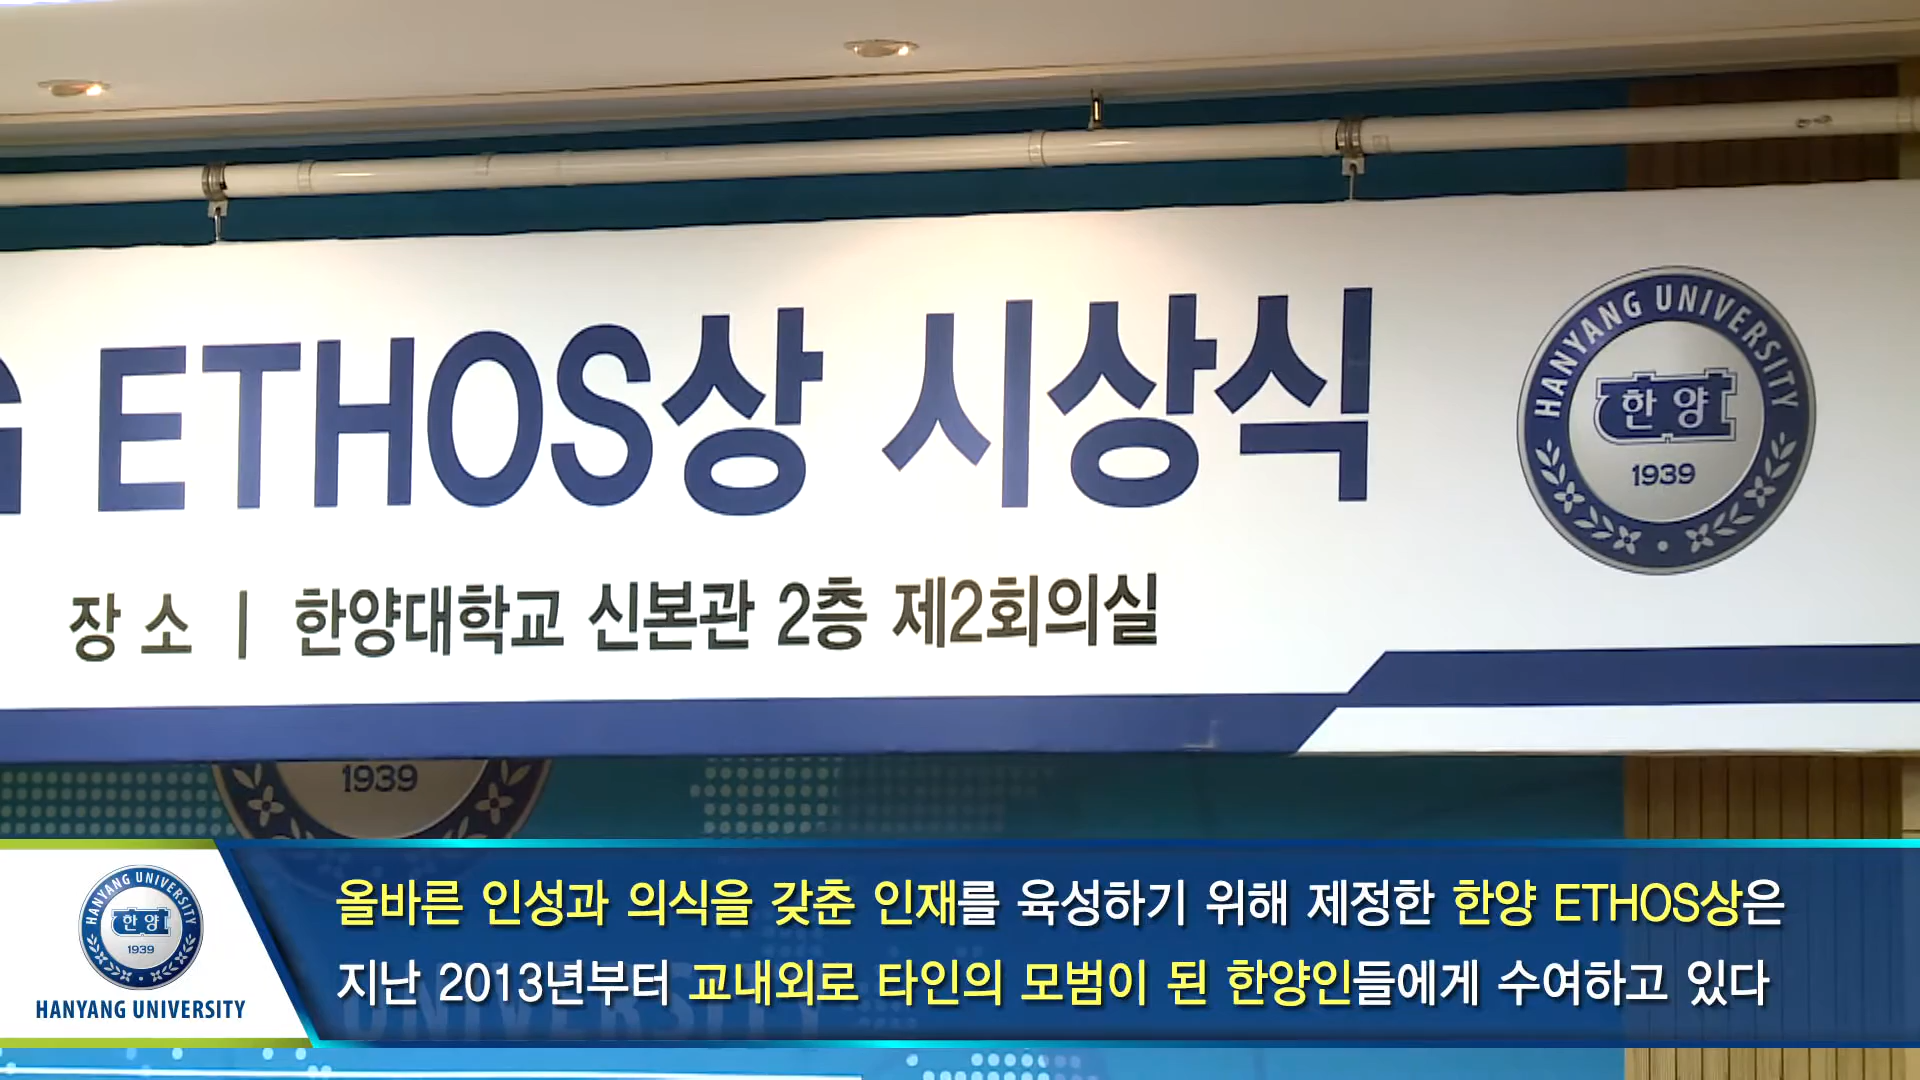 G ETHOS상 시상식
장 소 | 한양대학교 신본관 2층 제2회의실
HANYANG UNIVERSITY
한양
1939
1939
올바른 인성과 의식을 갖춘 인재를 육성하기 위해 제정한 한양 ETHOS상은
지난 2013년부터 교내외로 타인의 모범이 된 한양인들에게 수여하고 있다
HANYANG UNIVERSITY
한양
1939
HANYANG UNIVERSITY
UNIVERSITY